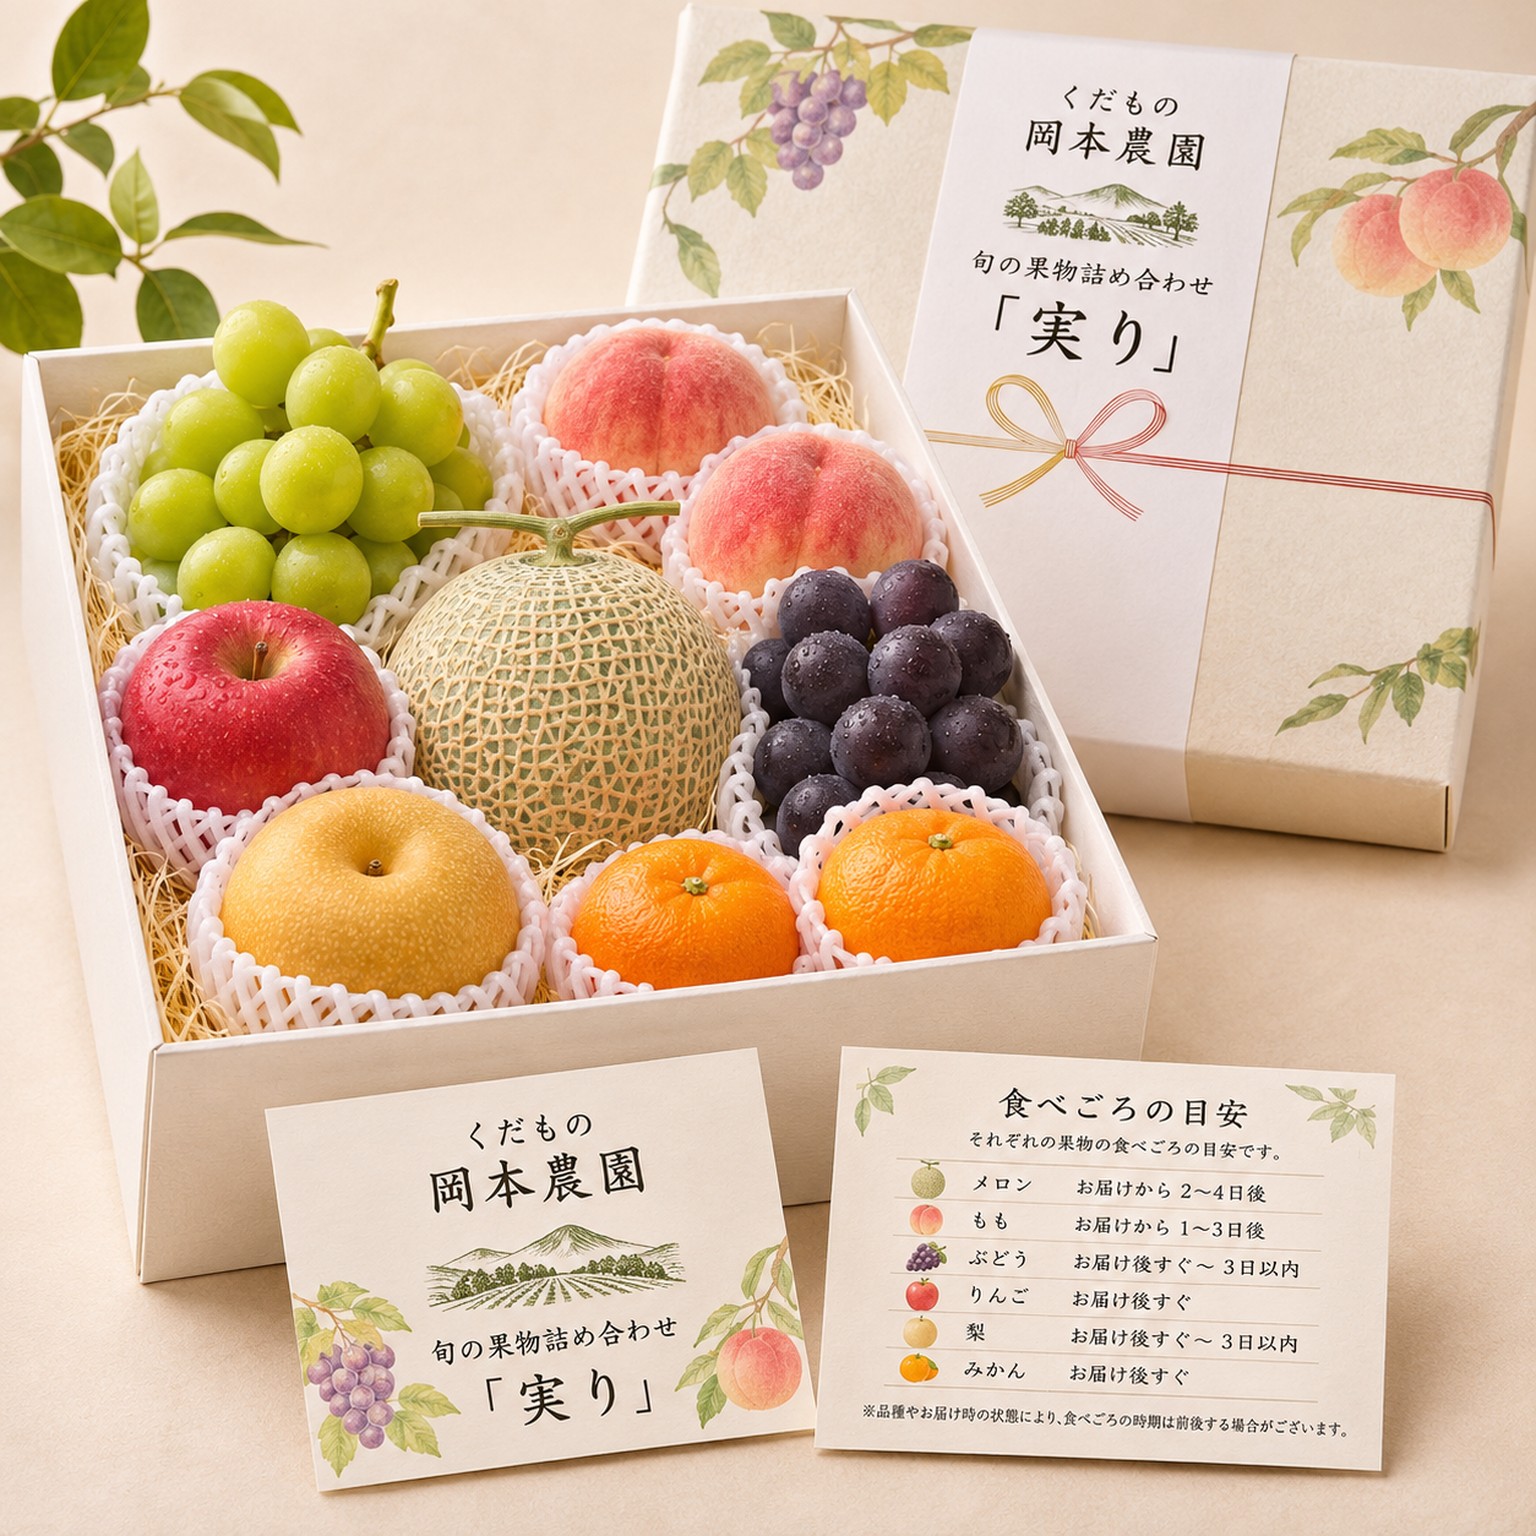 くだもの
岡本農園
旬の果物詰め合わせ
「実り」
くだもの
岡本農園
旬の果物詰め合わせ
「実り」
食べごろの目安
それぞれの果物の食べごろの目安です。
メロン お届けから 2〜4日後
もも お届けから 1〜3日後
ぶどう お届け後すぐ〜 3日以内
りんご お届け後すぐ
梨 お届け後すぐ〜 3日以内
みかん お届け後すぐ
※品種やお届け時の状態により、食べごろの時期は前後する場合がございます。